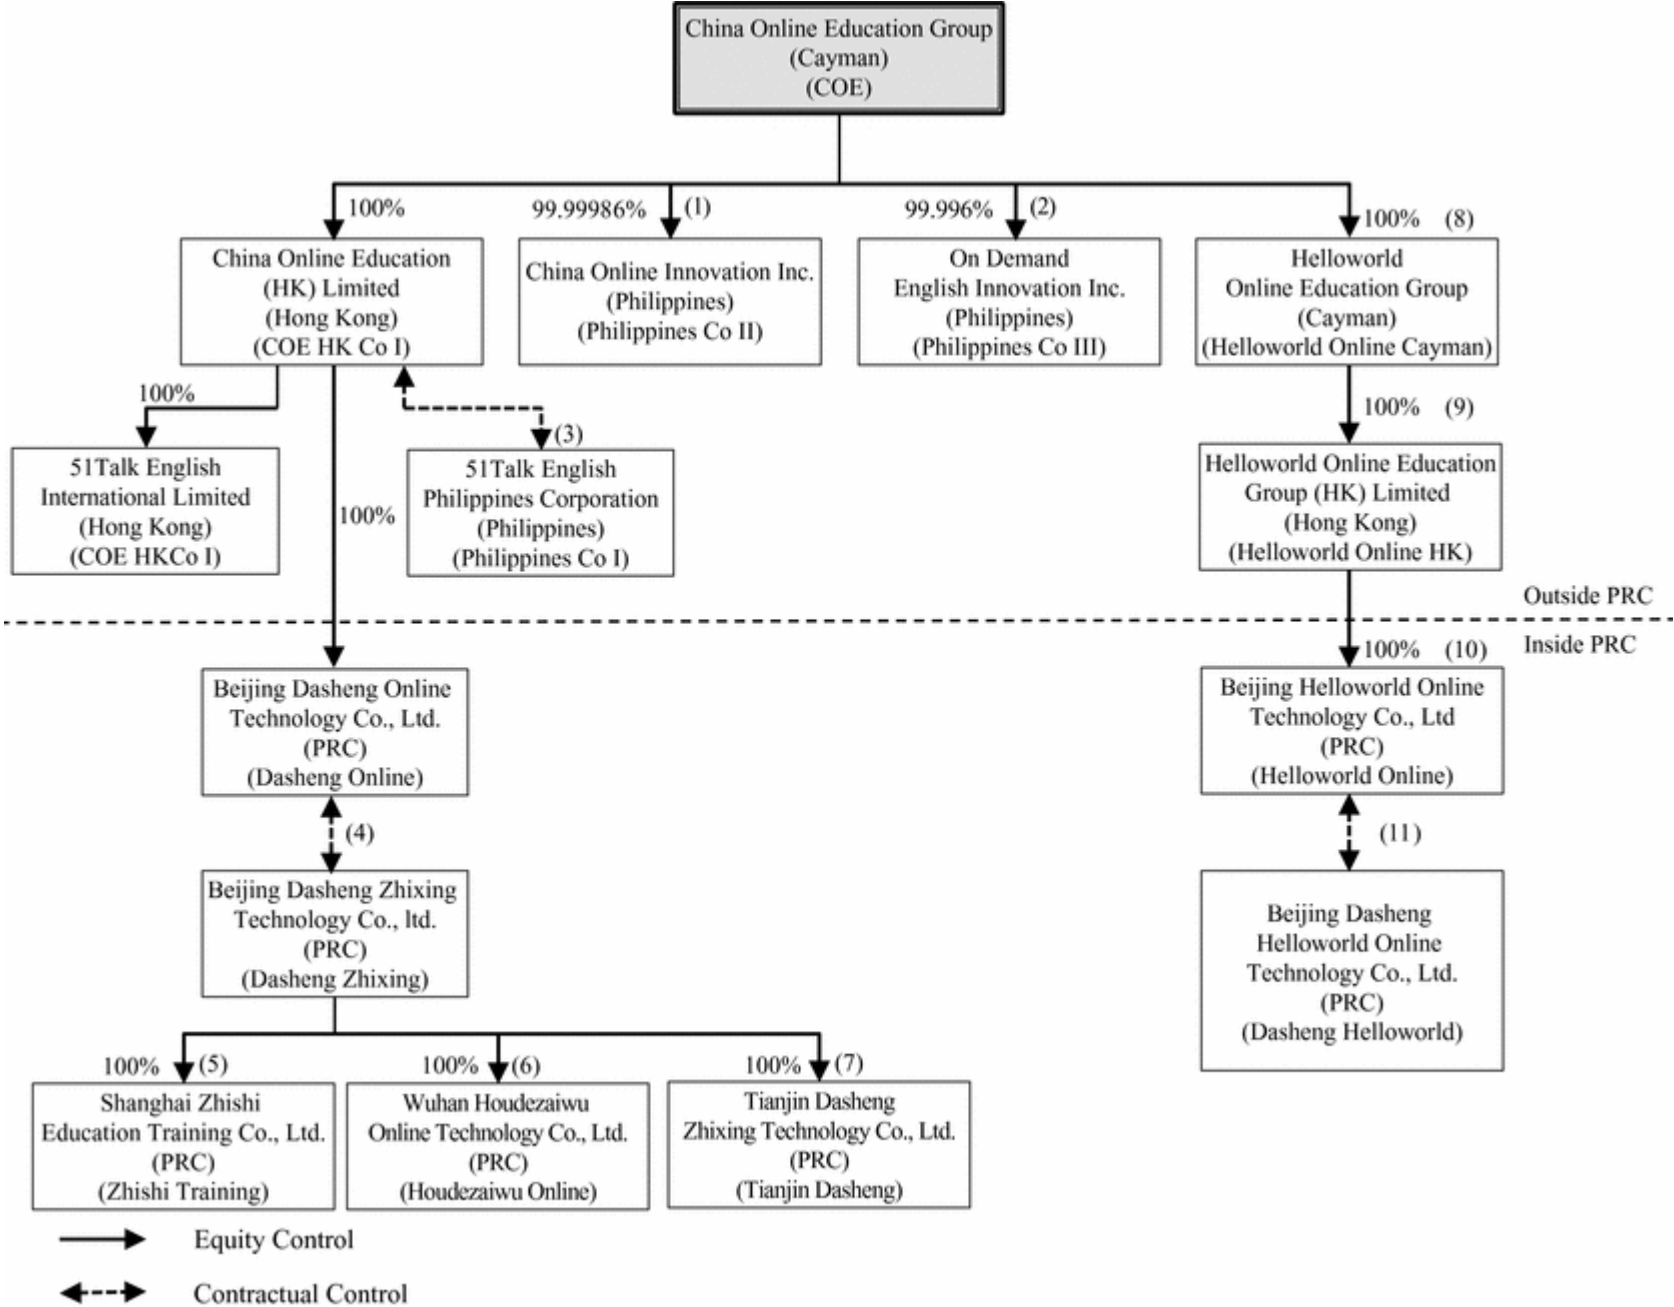 China Online Education Group
(Cayman)
(COE)
100%
99.99986%
(1)
99.996%
(2)
100%
(8)
China Online Education
(HK) Limited
(Hong Kong)
(COE HK Co I)
China Online Innovation Inc.
(Philippines)
(Philippines Co II)
On Demand
English Innovation Inc.
(Philippines)
(Philippines Co III)
Helloworld
Online Education Group
(Cayman)
(Helloworld Online Cayman)
100%
100%
(3)
100%
(9)
51Talk English
International Limited
(Hong Kong)
(COE HKCo I)
51Talk English
Philippines Corporation
(Philippines)
(Philippines Co I)
Helloworld Online Education
Group (HK) Limited
(Hong Kong)
(Helloworld Online HK)
Outside PRC
Inside PRC
100%
(10)
Beijing Dasheng Online
Technology Co., Ltd.
(PRC)
(Dasheng Online)
Beijing Helloworld Online
Technology Co., Ltd
(PRC)
(Helloworld Online)
(4)
(11)
Beijing Dasheng Zhixing
Technology Co., ltd.
(PRC)
(Dasheng Zhixing)
Beijing Dasheng
Helloworld Online
Technology Co., Ltd.
(PRC)
(Dasheng Helloworld)
100%
(5)
100%
(6)
100%
(7)
Shanghai Zhishi
Education Training Co., Ltd.
(PRC)
(Zhishi Training)
Wuhan Houdezaiwu
Online Technology Co., Ltd.
(PRC)
(Houdezaiwu Online)
Tianjin Dasheng
Zhixing Technology Co., Ltd.
(PRC)
(Tianjin Dasheng)
Equity Control
Contractual Control